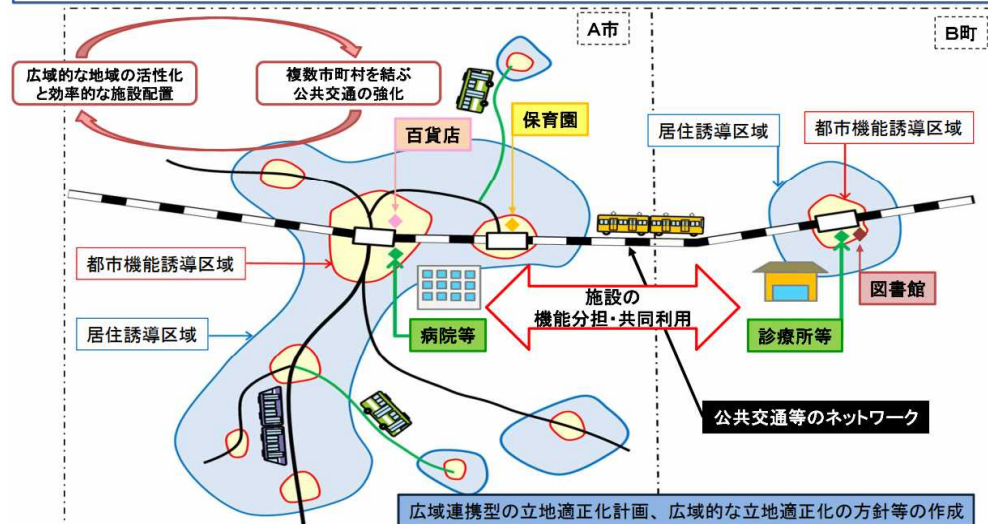 A市
B町
広域的な地域の活性化
と効率的な施設配置
複数市町村を結ぶ
公共交通の強化
百貨店
保育園
居住誘導区域
都市機能誘導区域
都市機能誘導区域
居住誘導区域
病院等
施設の
機能分担・共同利用
診療所等
図書館
公共交通等のネットワーク
広域連携型の立地適正化計画、広域的な立地適正化の方針等の作成